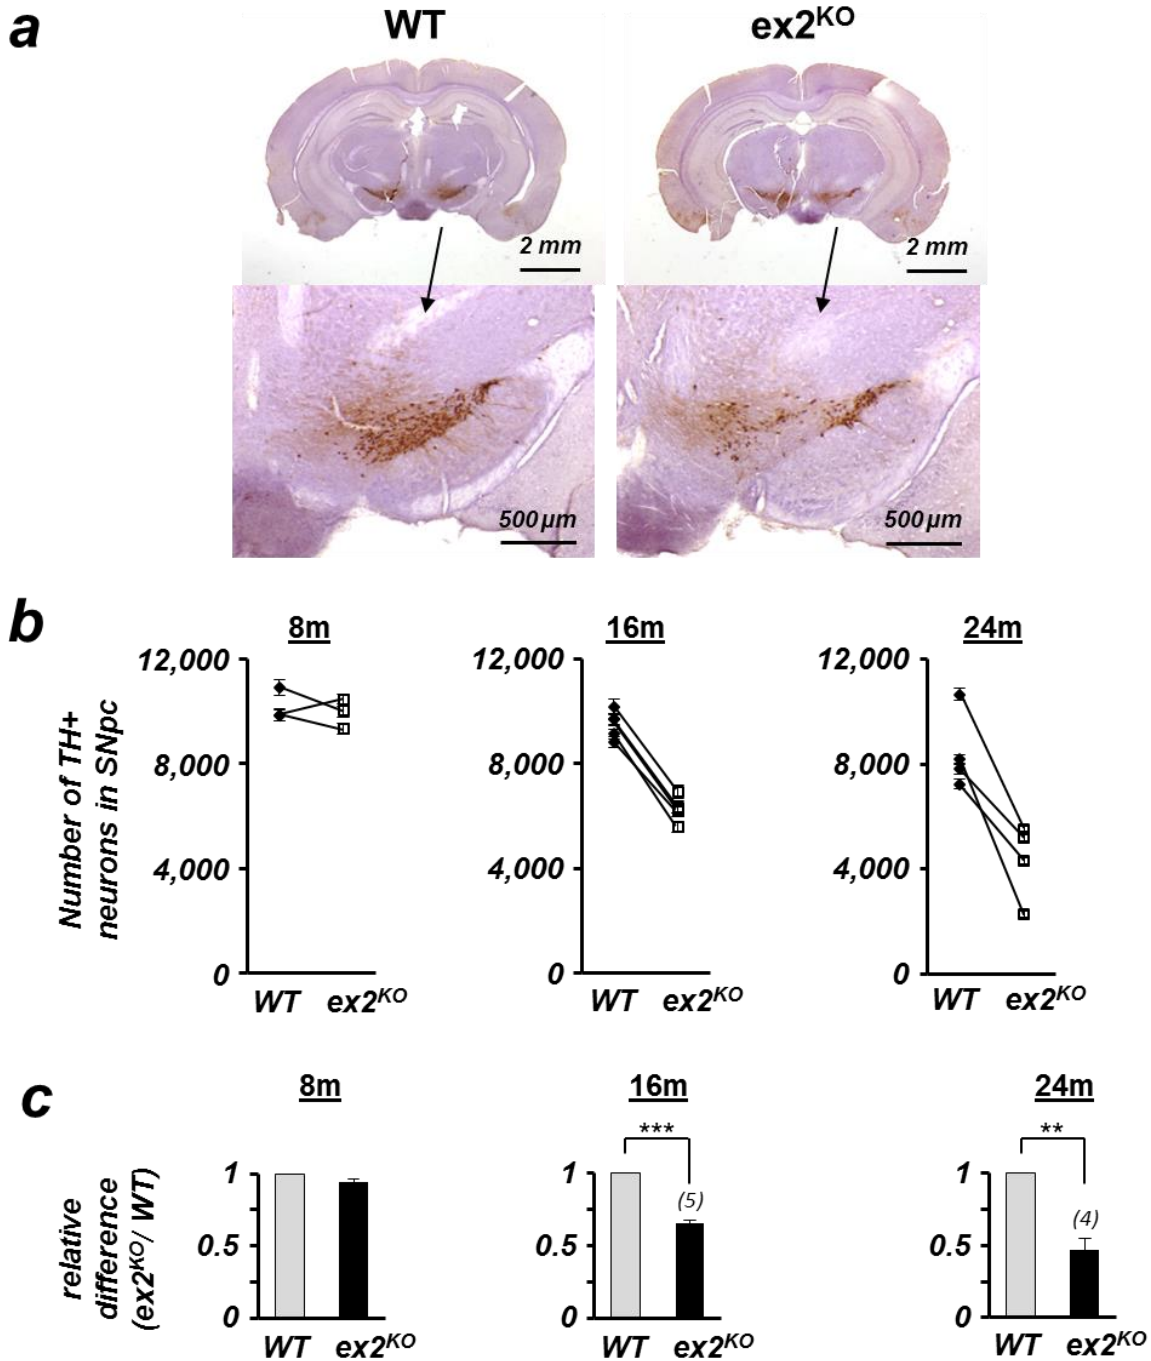 a
WT
ex2KO
2 mm
2 mm
500 µm
500 µm
b
8m
16m
24m
Number of TH+
neurons in SNpc
12,000
8,000
4,000
0
WT ex2KO
12,000
8,000
4,000
0
WT ex2KO
12,000
8,000
4,000
0
WT ex2KO
c
8m
16m
24m
relative
difference
(ex2KO/ WT)
1
0.5
0
WT ex2KO
***
(5)
1
0.5
0
WT ex2KO
**
(4)
1
0.5
0
WT ex2KO